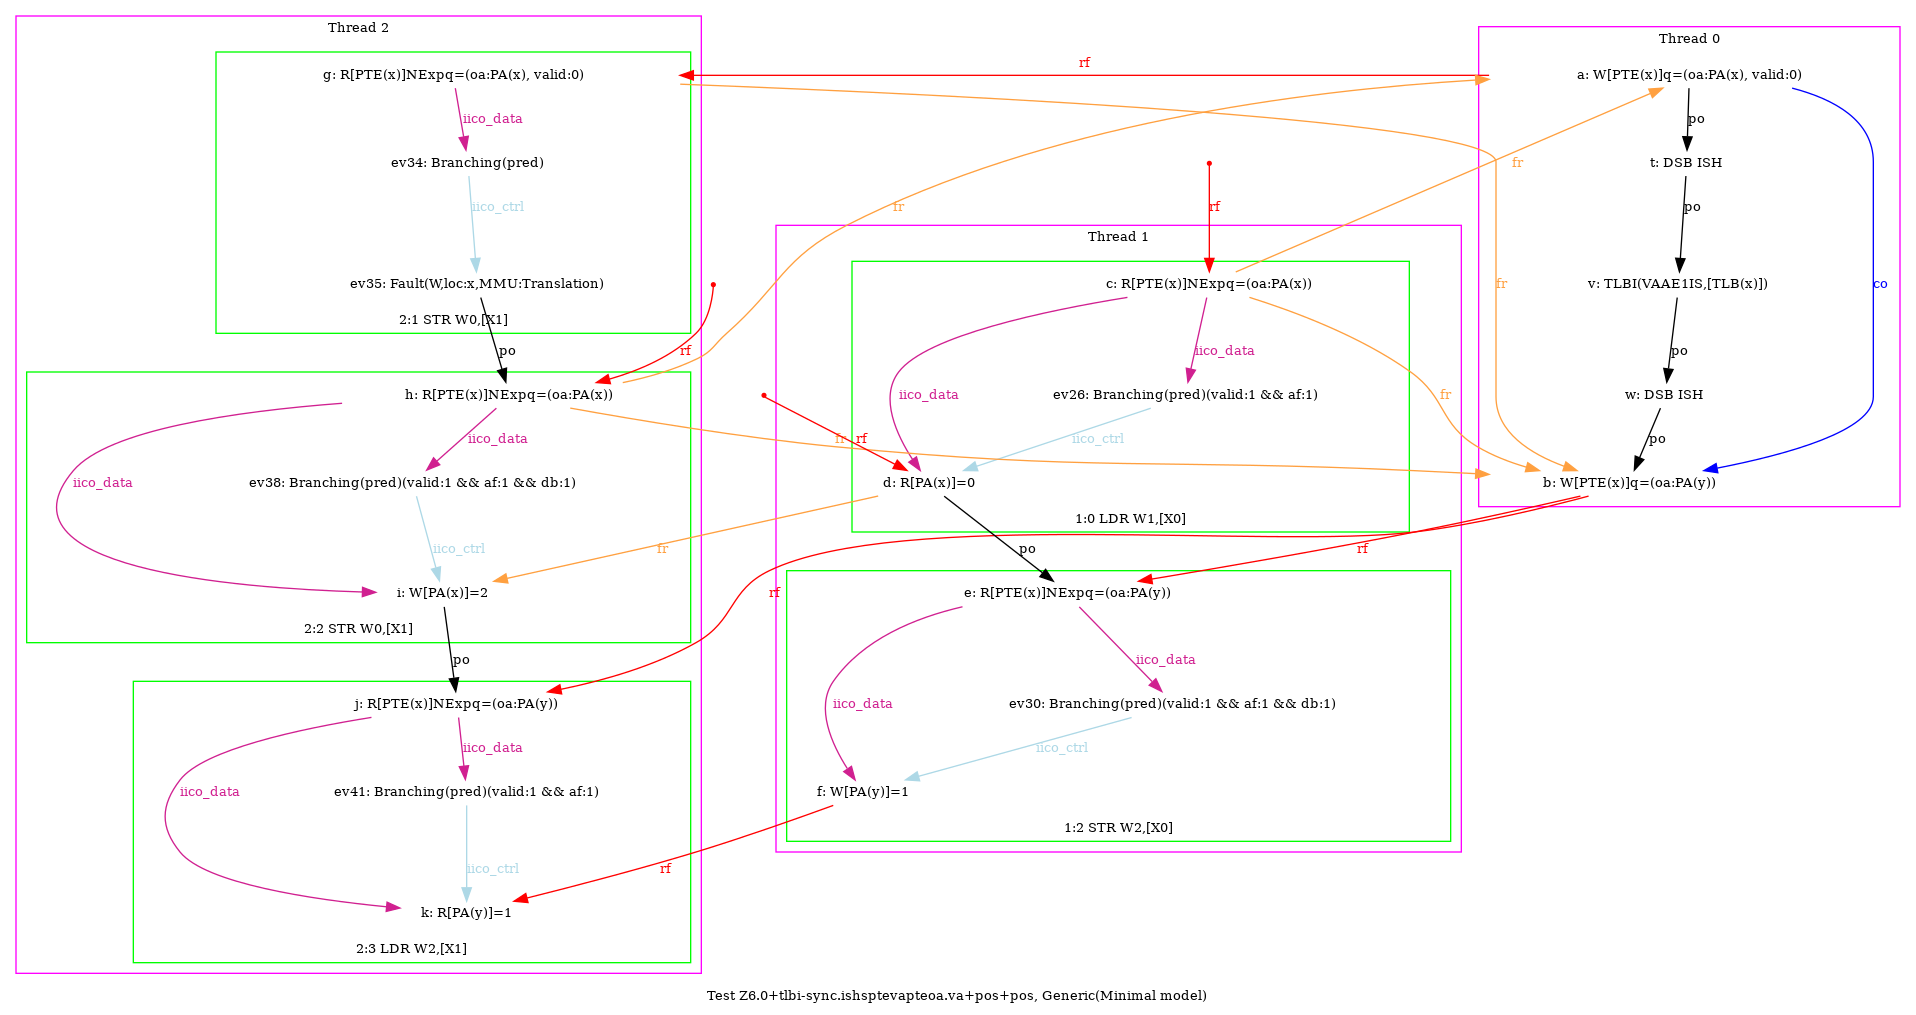 Thread 2
g: R[PTE(x)]NExpq=(oa:PA(x), valid:0)
iico_data
ev34: Branching(pred)
iico_ctrl
ev35: Fault(W,loc:x,MMU:Translation)
2:1 STR W0,[X1]
po
rf
h: R[PTE(x)]NExpq=(oa:PA(x))
iico_data
iico_data
ev38: Branching(pred)(valid:1 && af:1 && db:1)
iico_ctrl
i: W[PA(x)]=2
2:2 STR W0,[X1]
po
j: R[PTE(x)]NExpq=(oa:PA(y))
iico_data
iico_data
ev41: Branching(pred)(valid:1 && af:1)
iico_ctrl
k: R[PA(y)]=1
2:3 LDR W2,[X1]
rf
fr
rf
fr
rf
fr
rf
rf
Thread 1
c: R[PTE(x)]NExpq=(oa:PA(x))
iico_data
iico_data
ev26: Branching(pred)(valid:1 && af:1)
iico_ctrl
d: R[PA(x)]=0
1:0 LDR W1,[X0]
po
rf
e: R[PTE(x)]NExpq=(oa:PA(y))
iico_data
iico_data
ev30: Branching(pred)(valid:1 && af:1 && db:1)
iico_ctrl
f: W[PA(y)]=1
1:2 STR W2,[X0]
fr
fr
fr
Thread 0
a: W[PTE(x)]q=(oa:PA(x), valid:0)
po
t: DSB ISH
po
v: TLBI(VAAE1IS,[TLB(x)])
co
po
w: DSB ISH
po
b: W[PTE(x)]q=(oa:PA(y))
Test Z6.0+tlbi-sync.ishsptevapteoa.va+pos+pos, Generic(Minimal model)